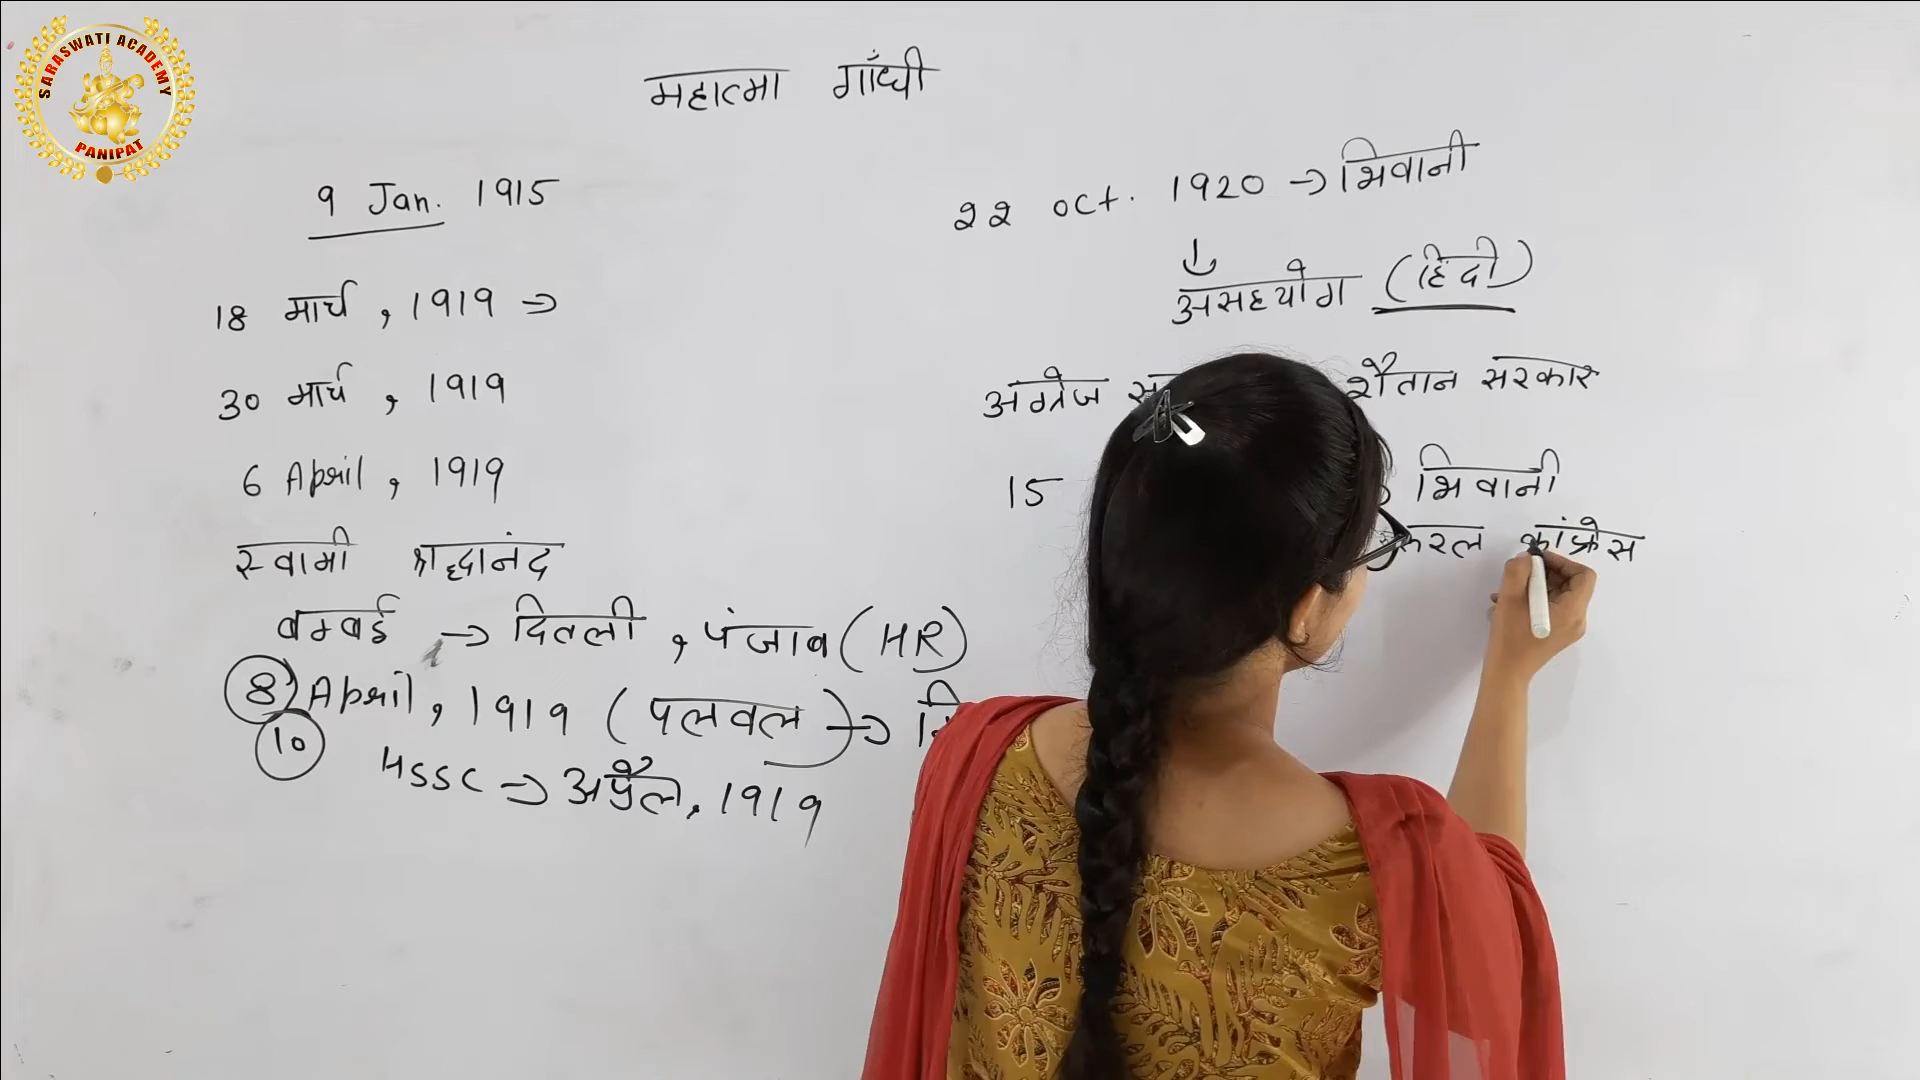 SARASWATI ACADEMY
PANIPAT
महात्मा गाँधी
9 Jan. 1915
18 मार्च, 1919 →
30 मार्च, 1919
6 April, 1919
स्वामी श्रद्धानंद
बम्बई → दिल्ली, पंजाब (HR)
8 April, 1919 (पलवल) →
10
HSSC → अप्रैल, 1919
22 oct. 1920 → भिवानी
↓
असहयोग (हिंदी)
अंग्रेज शैतान सरकार
15 भिवानी
कांफ्रेस